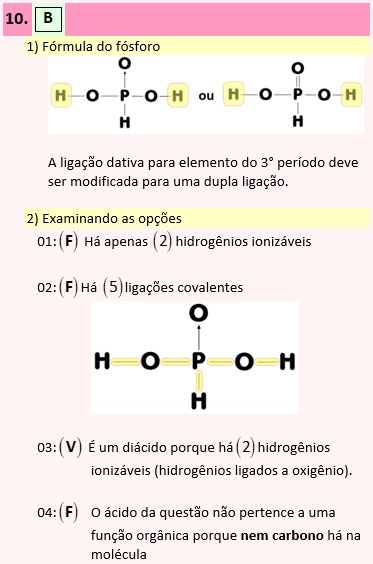 10. B
1) Fórmula do fósforo
O O
H O P O H ou H O P O H
H H
A ligação dativa para elemento do 3° período deve
ser modificada para uma dupla ligação.
2) Examinando as opções
01: (F) Há apenas (2) hidrogênios ionizáveis
02: (F) Há (5) ligações covalentes
O
H O P O H
H
03: (V) É um diácido porque há (2) hidrogênios
ionizáveis (hidrogênios ligados a oxigênio).
04: (F) O ácido da questão não pertence a uma
função orgânica porque nem carbono há na
molécula